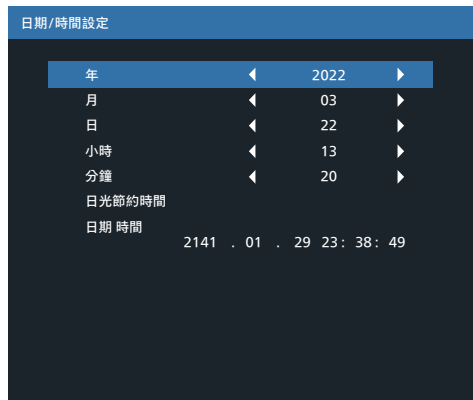 日期/時間設定
年 2022
月 03
日 22
小時 13
分鐘 20
日光節約時間
日期 時間
2141 . 01 . 29 23: 38: 49